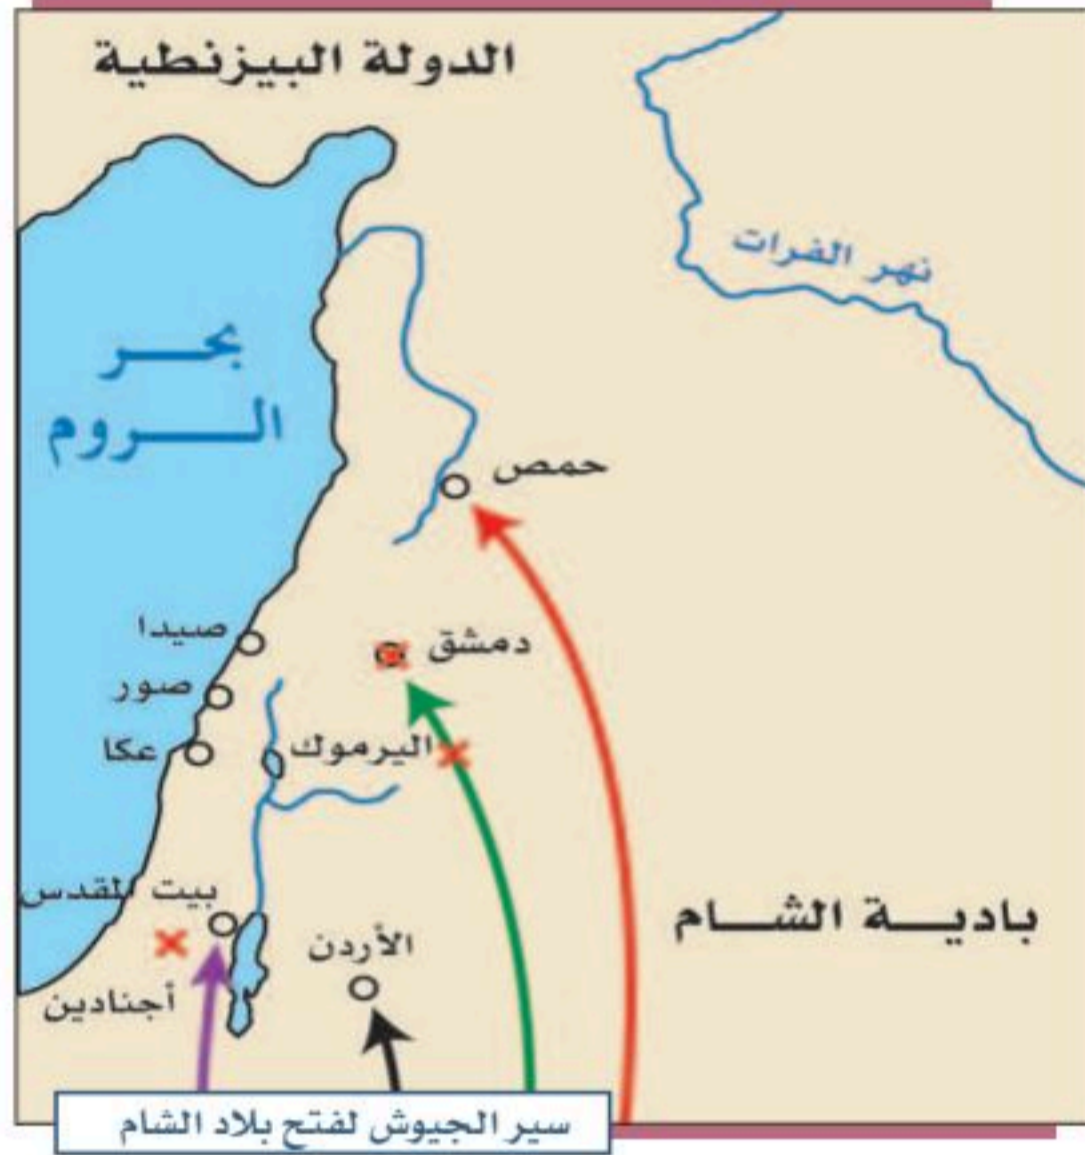 الدولة البيزنطية
نهر الفرات
بحر
الروم
حمص
صيدا
دمشق
صور
اليرموك
عكا
بيت المقدس
بادية الشام
الأردن
أجنادين
سير الجيوش لفتح بلاد الشام